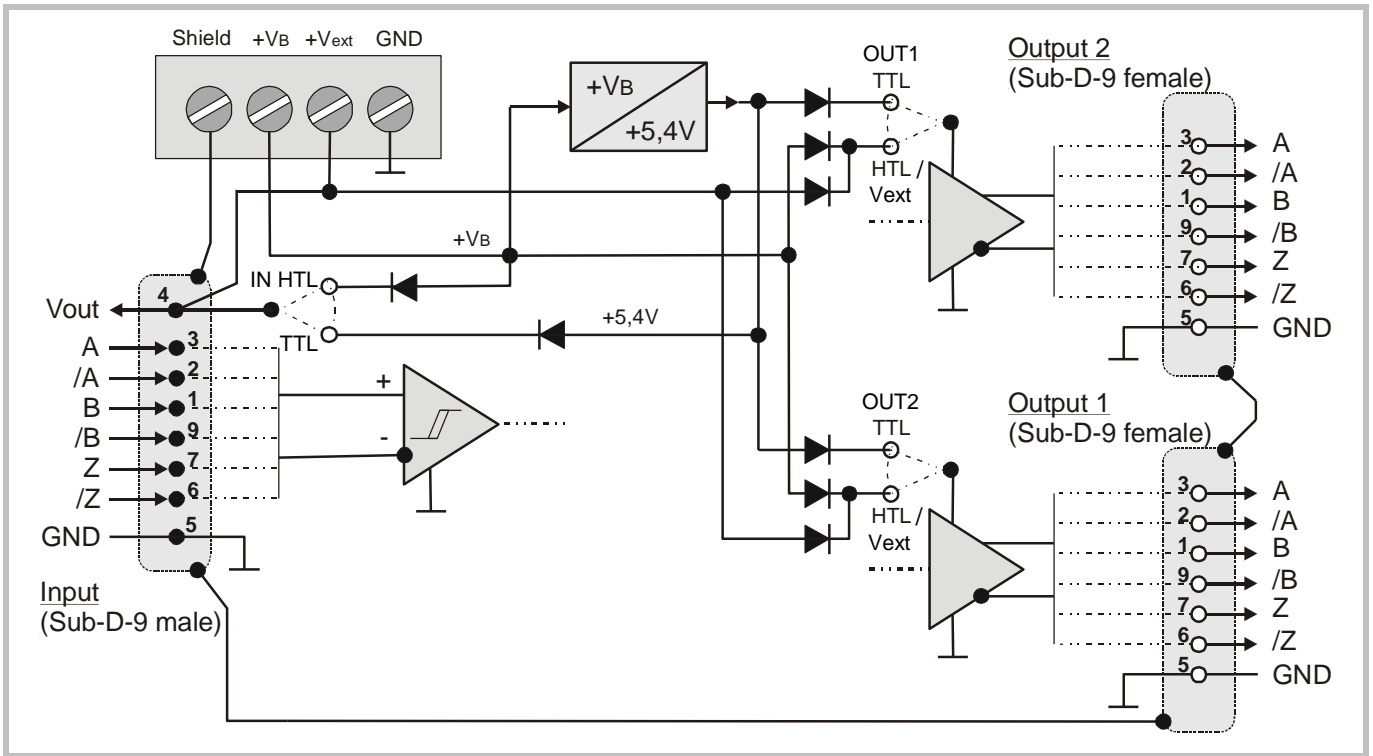 Shield +VB +Vext GND
+VB
+5,4V
OUT1
TTL
HTL /
Vext
Output 2
(Sub-D-9 female)
3 A
2 /A
1 B
9 /B
7 Z
6 /Z
5 GND
+VB
IN HTL
TTL
+5,4V
Vout 4
A 3
/A 2
B 1
/B 9
Z 7
/Z 6
GND 5
+
-
Input
(Sub-D-9 male)
OUT2
TTL
HTL /
Vext
Output 1
(Sub-D-9 female)
3 A
2 /A
1 B
9 /B
7 Z
6 /Z
5 GND